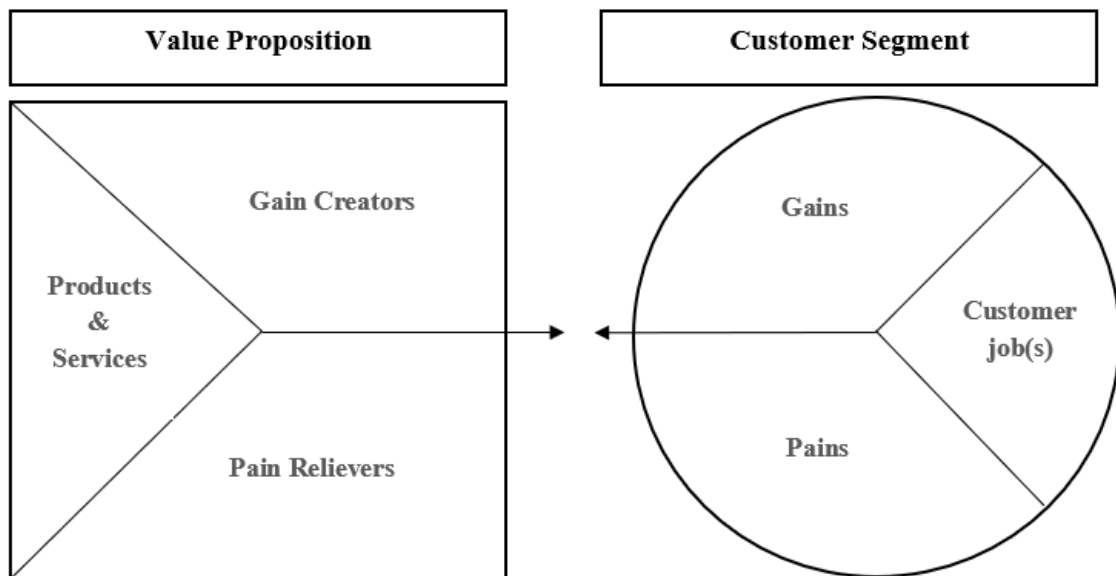 Value Proposition
Customer Segment
Gain Creators
Products
&
Services
Pain Relievers
Gains
Customer
job(s)
Pains